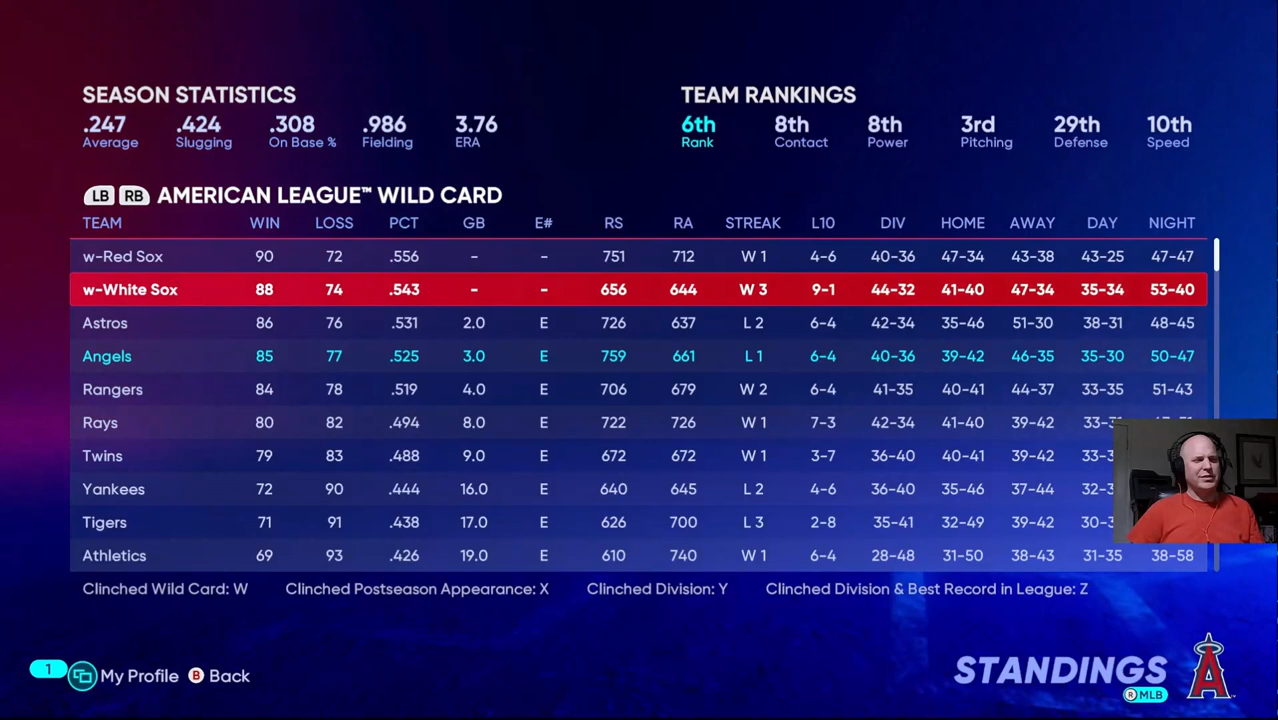 SEASON STATISTICS
.247 .424 .308 .986 3.76
Average Slugging On Base % Fielding ERA
TEAM RANKINGS
6th 8th 8th 3rd 29th 10th
Rank Contact Power Pitching Defense Speed
LB RB AMERICAN LEAGUE™ WILD CARD
TEAM WIN LOSS PCT GB E# RS RA STREAK L10 DIV HOME AWAY DAY NIGHT
w-Red Sox 90 72 .556 - - 751 712 W 1 4-6 40-36 47-34 43-38 43-25 47-47
w-White Sox 88 74 .543 - - 656 644 W 3 9-1 44-32 41-40 47-34 35-34 53-40
Astros 86 76 .531 2.0 E 726 637 L 2 6-4 42-34 35-46 51-30 38-31 48-45
Angels 85 77 .525 3.0 E 759 661 L 1 6-4 40-36 39-42 46-35 35-30 50-47
Rangers 84 78 .519 4.0 E 706 679 W 2 6-4 41-35 40-41 44-37 33-35 51-43
Rays 80 82 .494 8.0 E 722 726 W 1 7-3 42-34 41-40 39-42
Twins 79 83 .488 9.0 E 672 672 W 1 3-7 36-40 40-41 39-42
Yankees 72 90 .444 16.0 E 640 645 L 2 4-6 36-40 35-46 37-44
Tigers 71 91 .438 17.0 E 626 700 L 3 2-8 35-41 32-49 39-42
Athletics 69 93 .426 19.0 E 610 740 W 1 6-4 28-48 31-50 38-43 31-35 38-58
Clinched Wild Card: W Clinched Postseason Appearance: X Clinched Division: Y Clinched Division & Best Record in League: Z
1 My Profile B Back
STANDINGS
R MLB
A